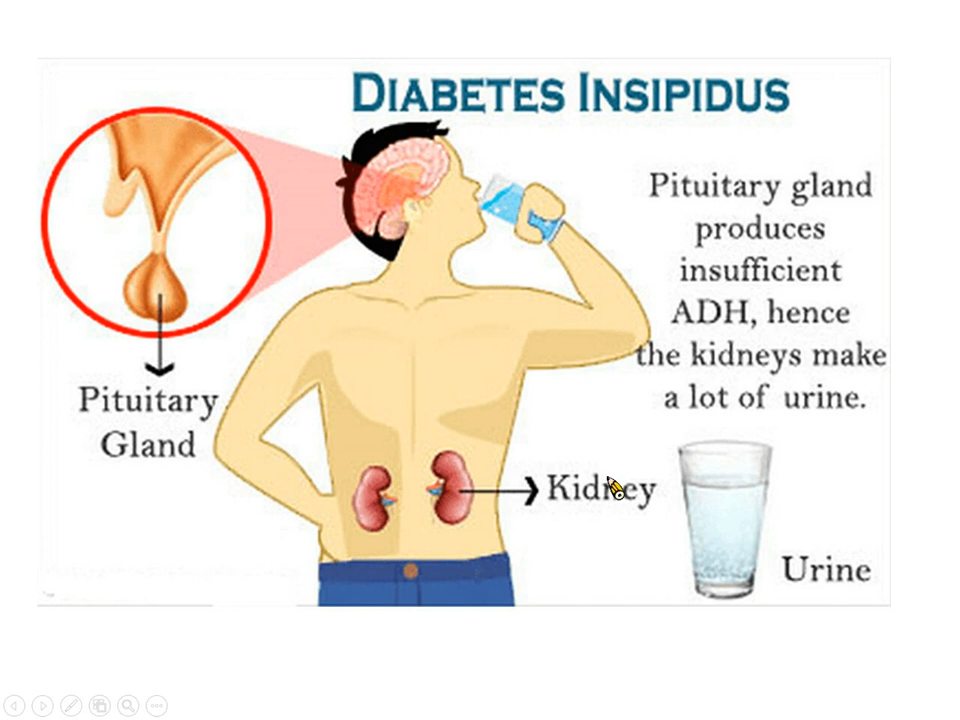 DIABETES INSIPIDUS
Pituitary gland
produces
insufficient
ADH, hence
the kidneys make
a lot of urine.
Pituitary
Gland
Kidney
Urine